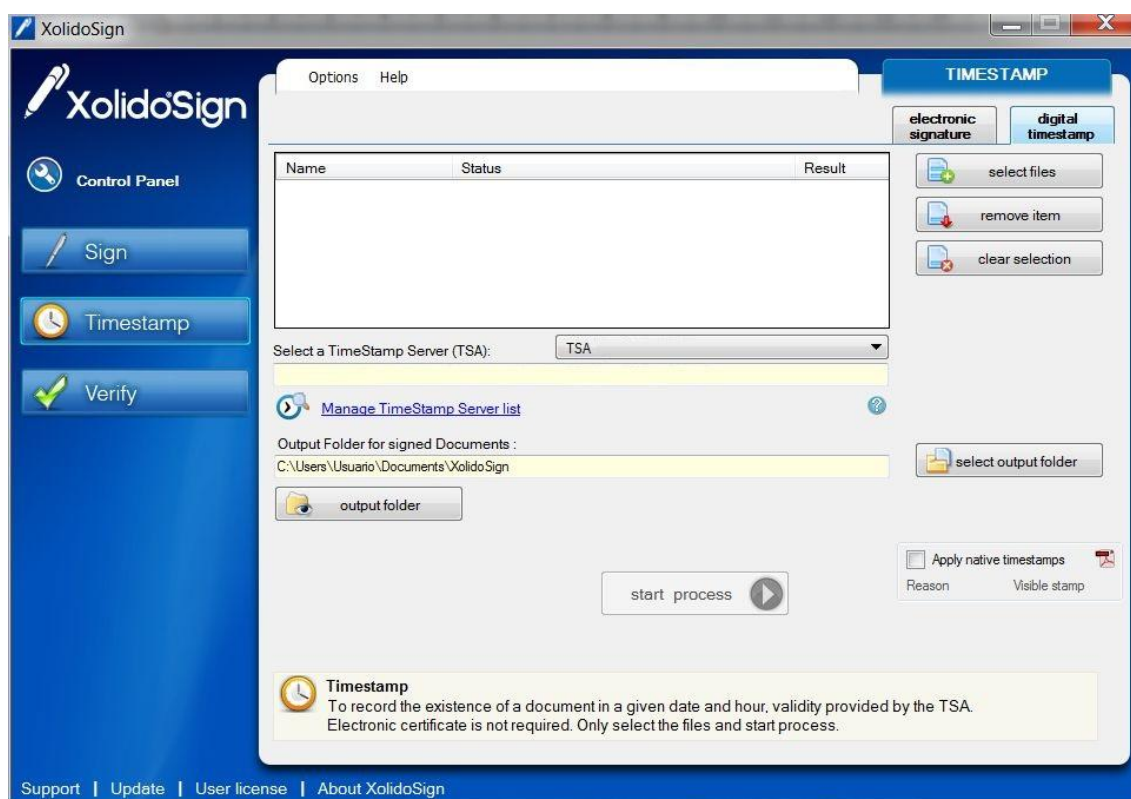 XolidoSign
XolidoSign
Control Panel
Sign
Timestamp
Verify
Options Help
TIMESTAMP
electronic signature
digital timestamp
Name Status Result
select files
remove item
clear selection
Select a TimeStamp Server (TSA): TSA
Manage TimeStamp Server list
Output Folder for signed Documents :
C:\Users\Usuario\Documents\XolidoSign
select output folder
output folder
Apply native timestamps
Reason Visible stamp
start process
Timestamp
To record the existence of a document in a given date and hour, validity provided by the TSA.
Electronic certificate is not required. Only select the files and start process.
Support | Update | User license | About XolidoSign